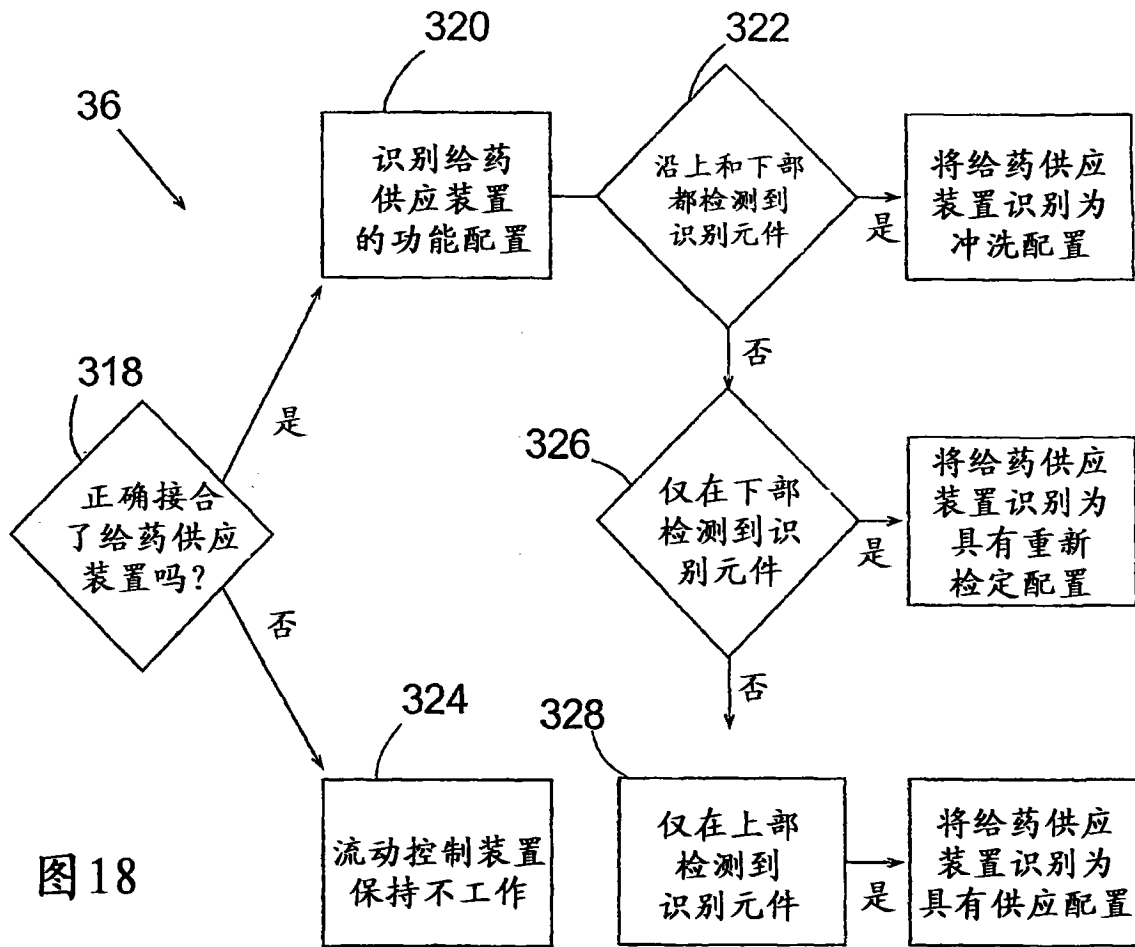 36
318
正确接合
了给药供应
装置吗？
是
否
320
识别给药
供应装置
的功能配置
322
沿上和下部
都检测到
识别元件
是
将给药供应
装置识别为
冲洗配置
否
326
仅在下部
检测到识
别元件
是
将给药供应
装置识别为
具有重新
检定配置
否
324
流动控制装置
保持不工作
328
仅在上部
检测到
识别元件
是
将给药供应
装置识别为
具有供应配置
图18